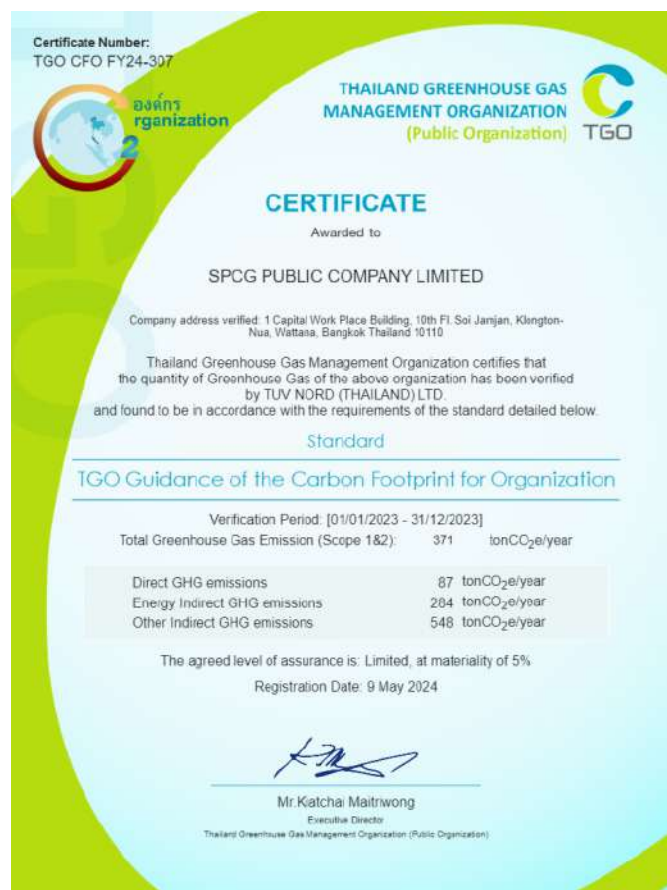 Certificate Number:
TGO CFO FY24-307
องค์กร
rganization
2
THAILAND GREENHOUSE GAS
MANAGEMENT ORGANIZATION
(Public Organization)
TGO
CERTIFICATE
Awarded to
SPCG PUBLIC COMPANY LIMITED
Company address verified: 1 Capital Work Place Building, 10th Fl. Soi Jamjan, Klongton-
Nua, Wattana, Bangkok Thailand 10110
Thailand Greenhouse Gas Management Organization certifies that
the quantity of Greenhouse Gas of the above organization has been verified
by TUV NORD (THAILAND) LTD.
and found to be in accordance with the requirements of the standard detailed below.
Standard
TGO Guidance of the Carbon Footprint for Organization
Verification Period: [01/01/2023 - 31/12/2023]
Total Greenhouse Gas Emission (Scope 1&2): 371 tonCO2e/year
Direct GHG emissions 87 tonCO2e/year
Energy Indirect GHG emissions 284 tonCO2e/year
Other Indirect GHG emissions 548 tonCO2e/year
The agreed level of assurance is: Limited, at materiality of 5%
Registration Date: 9 May 2024
Mr.Kiatchai Maitriwong
Executive Director
Thailand Greenhouse Gas Management Organization (Public Organization)